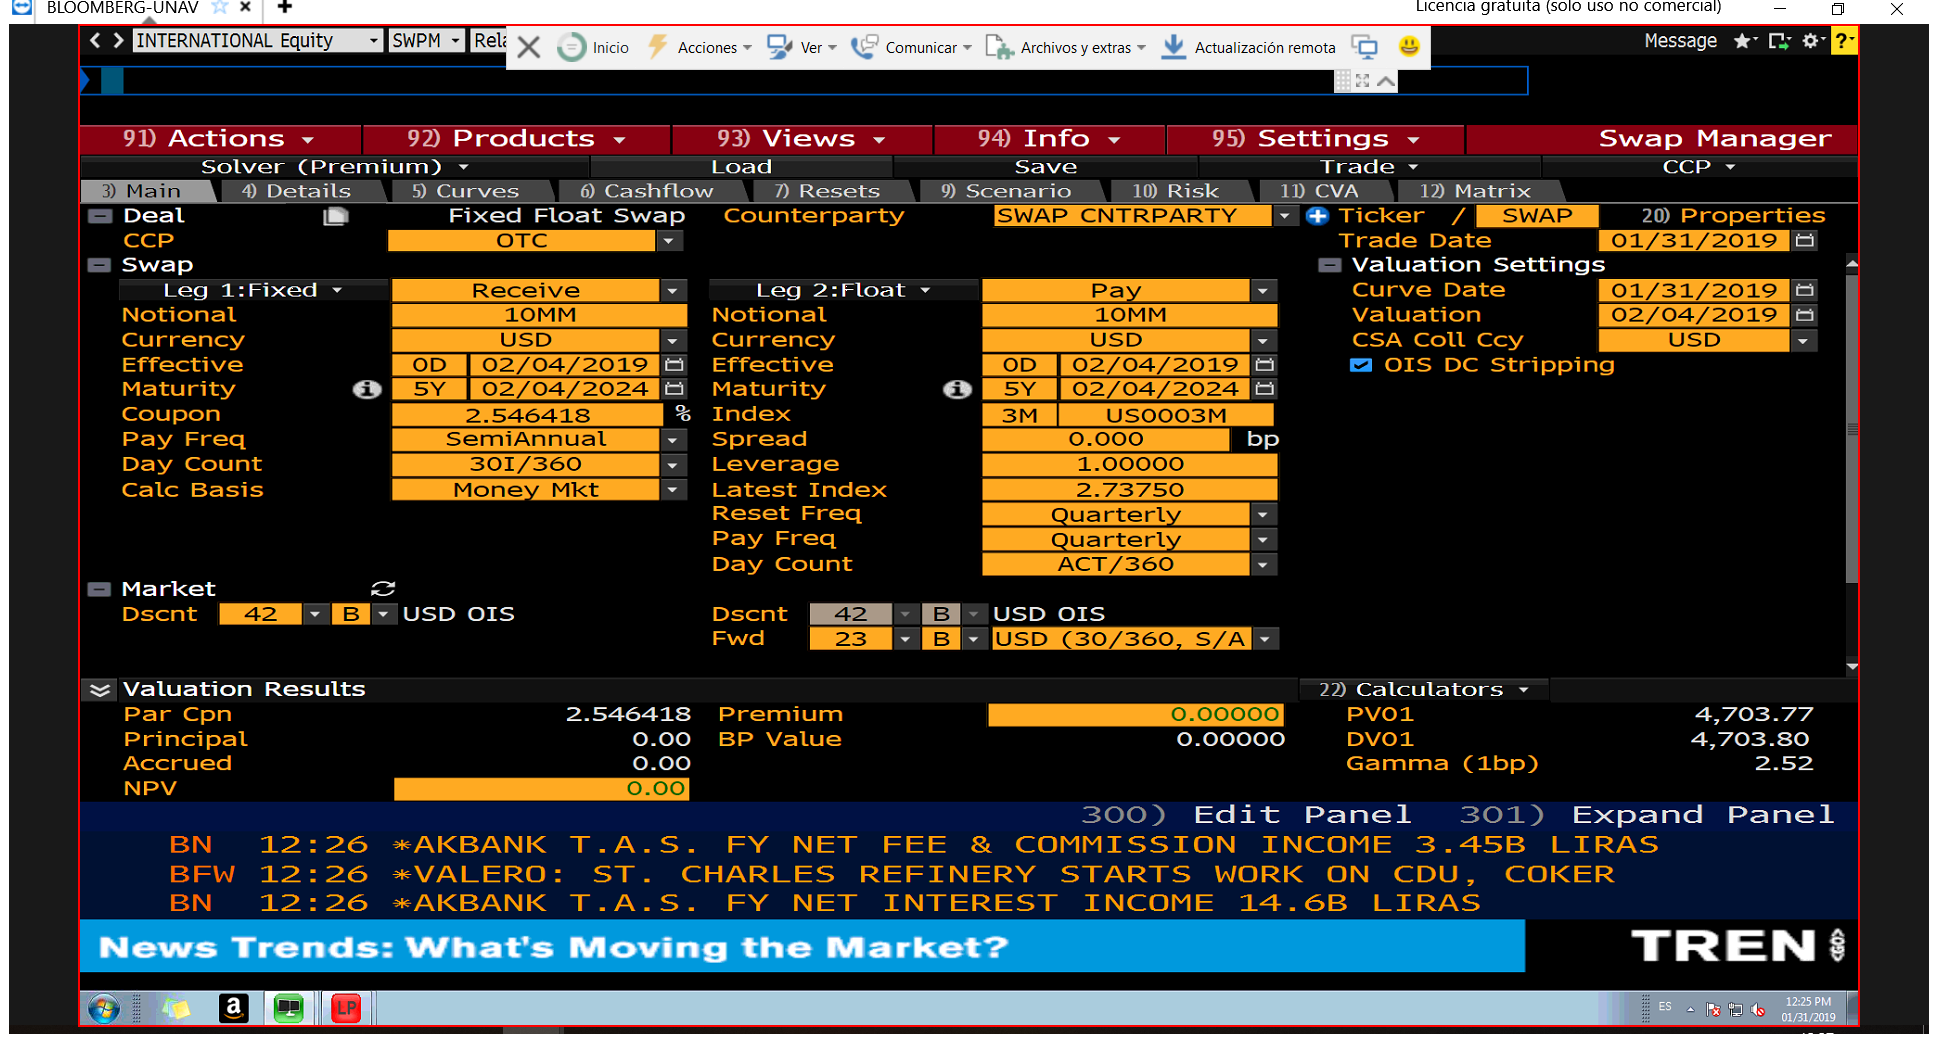 BLOOMBERG-UNAV
Licencia gratuita (solo uso no comercial)
INTERNATIONAL Equity SWPM Rela
Inicio Acciones Ver Comunicar Archivos y extras Actualización remota
Message ?
91) Actions 92) Products 93) Views 94) Info 95) Settings Swap Manager
Solver (Premium) Load Save Trade CCP
3) Main 4) Details 5) Curves 6) Cashflow 7) Resets 9) Scenario 10) Risk 11) CVA 12) Matrix
Deal Fixed Float Swap Counterparty SWAP CNTRPARTY Ticker / SWAP 20) Properties
CCP OTC Trade Date 01/31/2019
Swap Valuation Settings
Leg 1:Fixed Receive Leg 2:Float Pay Curve Date 01/31/2019
Notional 10MM Notional 10MM Valuation 02/04/2019
Currency USD Currency USD CSA Coll Ccy USD
Effective 0D 02/04/2019 Effective 0D 02/04/2019 OIS DC Stripping
Maturity 5Y 02/04/2024 Maturity 5Y 02/04/2024
Coupon 2.546418 % Index 3M US0003M
Pay Freq SemiAnnual Spread 0.000 bp
Day Count 30I/360 Leverage 1.00000
Calc Basis Money Mkt Latest Index 2.73750
Reset Freq Quarterly
Pay Freq Quarterly
Day Count ACT/360
Market
Dscnt 42 B USD OIS Dscnt 42 B USD OIS
Fwd 23 B USD (30/360, S/A
Valuation Results 22) Calculators
Par Cpn 2.546418 Premium 0.00000 PV01 4,703.77
Principal 0.00 BP Value 0.00000 DV01 4,703.80
Accrued 0.00 Gamma (1bp) 2.52
NPV 0.00
300) Edit Panel 301) Expand Panel
BN 12:26 *AKBANK T.A.S. FY NET FEE & COMMISSION INCOME 3.45B LIRAS
BFW 12:26 *VALERO: ST. CHARLES REFINERY STARTS WORK ON CDU, COKER
BN 12:26 *AKBANK T.A.S. FY NET INTEREST INCOME 14.6B LIRAS
News Trends: What's Moving the Market? TREN <GO>
a LP ES 12:25 PM
01/31/2019